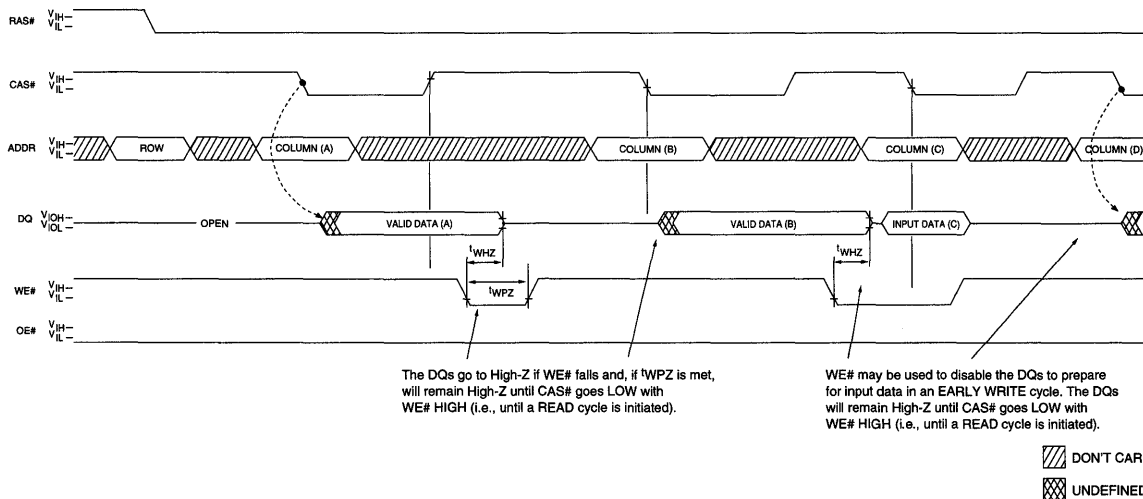 RAS# VIH VIL
CAS# VIH VIL
ADDR VIH VIL ROW COLUMN (A) COLUMN (B) COLUMN (C) COLUMN (D)
DQ VIOH VIOL OPEN VALID DATA (A) VALID DATA (B) INPUT DATA (C)
tWHZ tWHZ
tWPZ
WE# VIH VIL
OE# VIH VIL
The DQs go to High-Z if WE# falls and, if tWPZ is met,
will remain High-Z until CAS# goes LOW with
WE# HIGH (i.e., until a READ cycle is initiated).
WE# may be used to disable the DQs to prepare
for input data in an EARLY WRITE cycle. The DQs
will remain High-Z until CAS# goes LOW with
WE# HIGH (i.e., until a READ cycle is initiated).
DON'T CAR
UNDEFINED